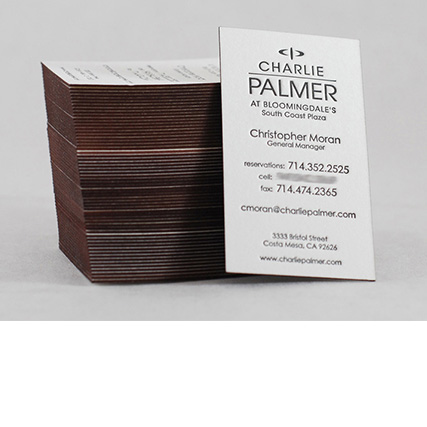 CHARLIE
PALMER
AT BLOOMINGDALE'S
South Coast Plaza
Christopher Moran
General Manager
reservations: 714.352.2525
cell:
fax: 714.474.2365
cmoran@charliepalmer.com
3333 Bristol Street
Costa Mesa, CA 92626
www.charliepalmer.com